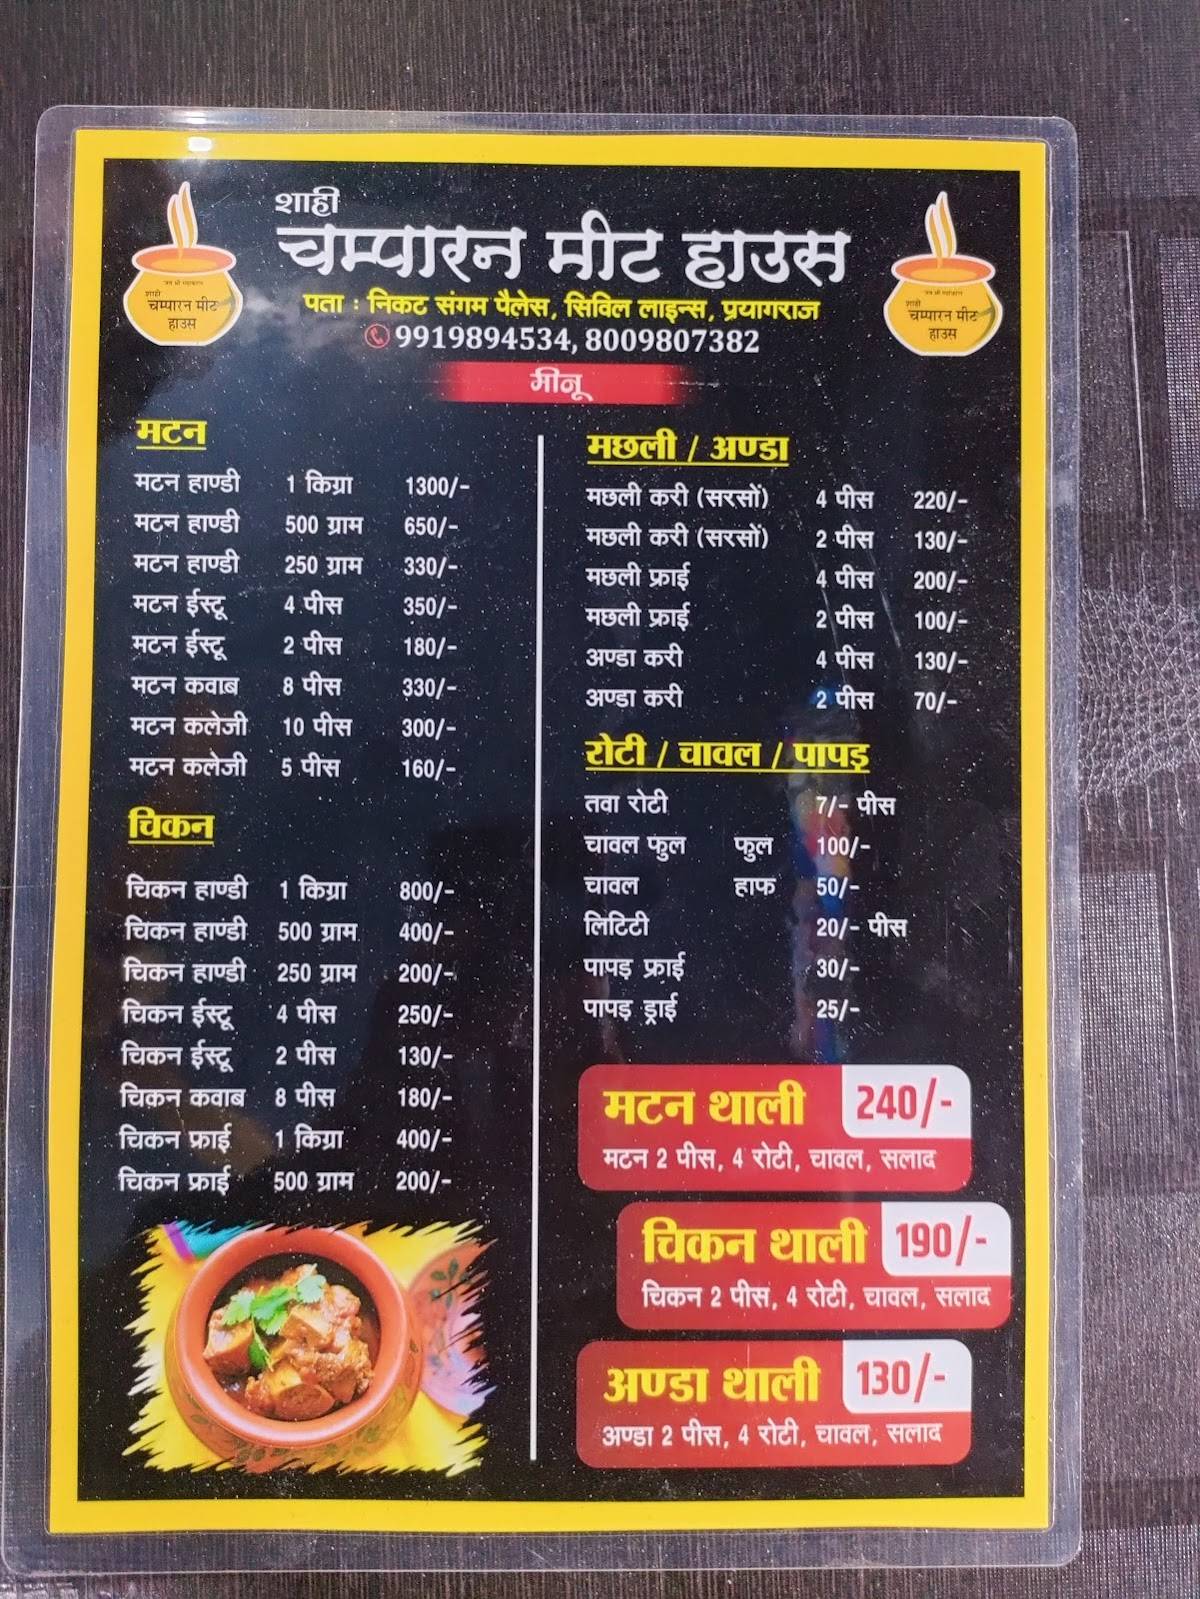 शाही
चम्पारन मीट हाउस
पता : निकट संगम पैलेस, सिविल लाइन्स, प्रयागराज
9919894534, 8009807382
मीनू
शाही
चम्पारन मीट
हाउस
शाही
चम्पारन मीट
हाउस
मटन
मटन हाण्डी 1 किग्रा 1300/-
मटन हाण्डी 500 ग्राम 650/-
मटन हाण्डी 250 ग्राम 330/-
मटन ईस्टू 4 पीस 350/-
मटन ईस्टू 2 पीस 180/-
मटन कवाब 8 पीस 330/-
मटन कलेजी 10 पीस 300/-
मटन कलेजी 5 पीस 160/-
चिकन
चिकन हाण्डी 1 किग्रा 800/-
चिकन हाण्डी 500 ग्राम 400/-
चिकन हाण्डी 250 ग्राम 200/-
चिकन ईस्टू 4 पीस 250/-
चिकन ईस्टू 2 पीस 130/-
चिकन कवाब 8 पीस 180/-
चिकन फ्राई 1 किग्रा 400/-
चिकन फ्राई 500 ग्राम 200/-
मछली / अण्डा
मछली करी (सरसों) 4 पीस 220/-
मछली करी (सरसों) 2 पीस 130/-
मछली फ्राई 4 पीस 200/-
मछली फ्राई 2 पीस 100/-
अण्डा करी 4 पीस 130/-
अण्डा करी 2 पीस 70/-
रोटी / चावल / पापड़
तवा रोटी 7/- पीस
चावल फुल फुल 100/-
चावल हाफ 50/-
लिटिटी 20/- पीस
पापड़ फ्राई 30/-
पापड़ ड्राई 25/-
मटन थाली 240/-
मटन 2 पीस, 4 रोटी, चावल, सलाद
चिकन थाली 190/-
चिकन 2 पीस, 4 रोटी, चावल, सलाद
अण्डा थाली 130/-
अण्डा 2 पीस, 4 रोटी, चावल, सलाद